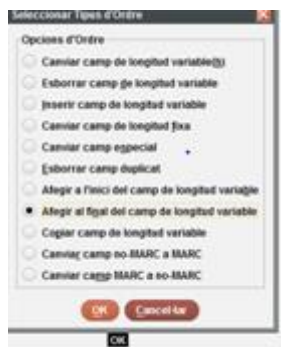 Seleccionar Tipes d'Ordre
Opcions d'Ordre
Canviar camp de longitud variable(s)
Esborrar camp de longitud variable
Inserir camp de longitud variable
Canviar camp de longitud fixa
Canviar camp especial
Esborrar camp duplicat
Afegir a l'inici del camp de longitud variable
Afegir al final del camp de longitud variable
Copiar camp de longitud variable
Canviar camp no-MARC a MARC
Canviar camp MARC a no-MARC
OK
Cancel·lar
OK